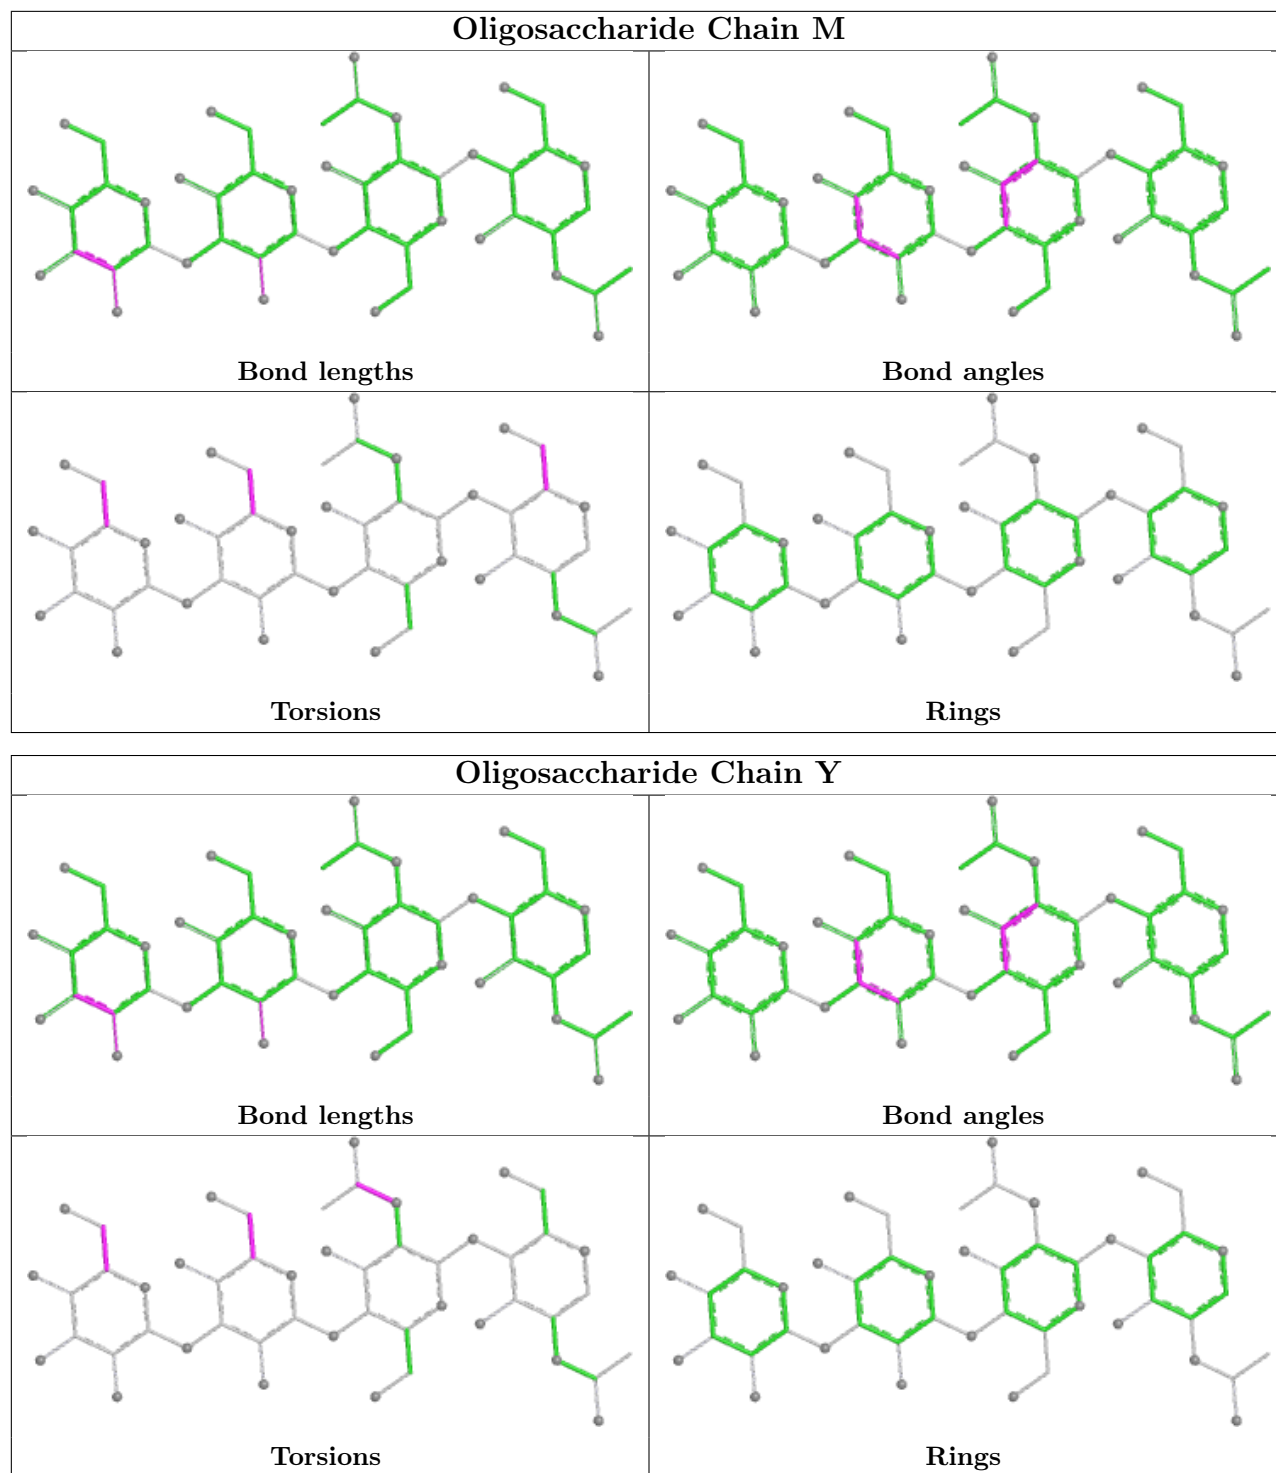 Oligosaccharide Chain M
Bond lengths
Bond angles
Torsions
Rings
Oligosaccharide Chain Y
Bond lengths
Bond angles
Torsions
Rings